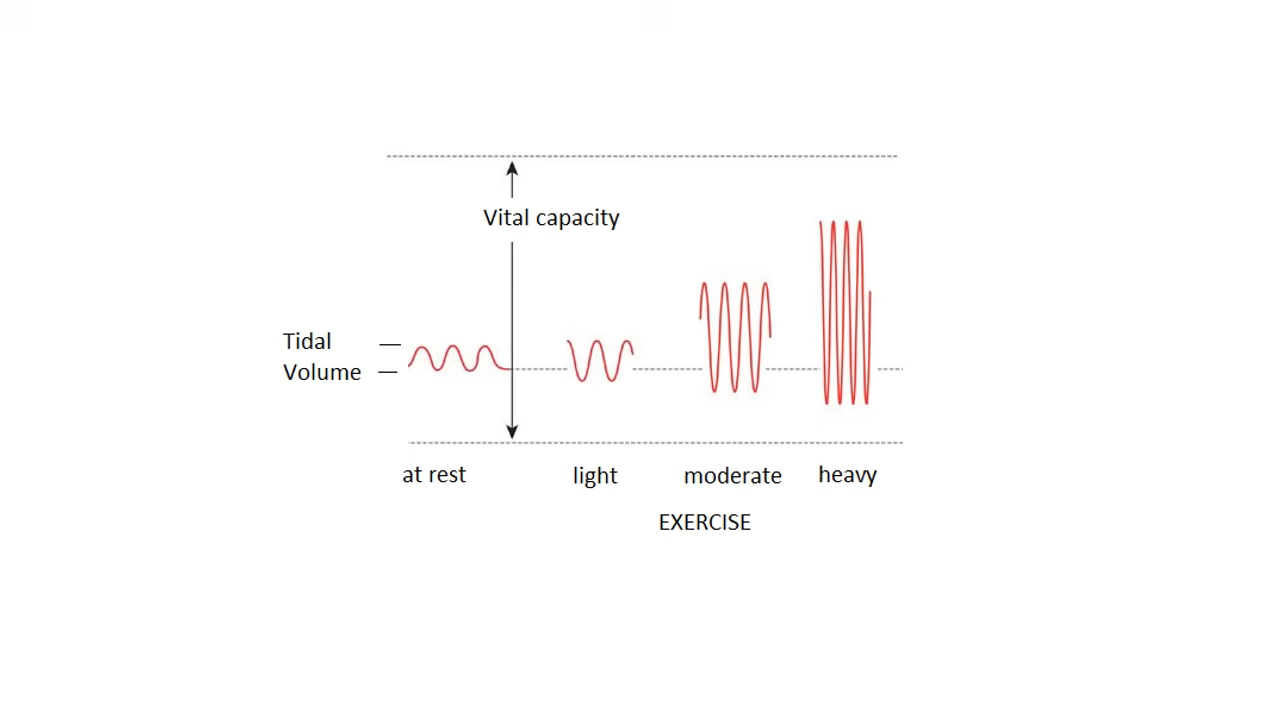 Vital capacity
Tidal
Volume
at rest
light
moderate
heavy
EXERCISE